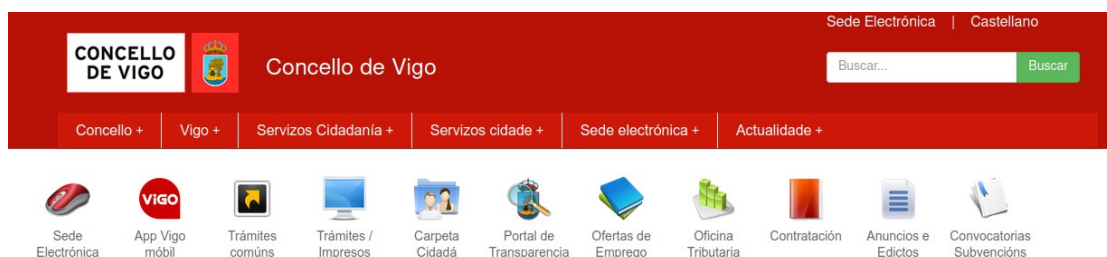 Sede Electrónica | Castellano
CONCELLO
DE VIGO
Concello de Vigo
Buscar... Buscar
Concello + Vigo + Servizos Cidadanía + Servizos cidade + Sede electrónica + Actualidade +
VIGO
Sede App Vigo Trámites Trámites / Carpeta Portal de Ofertas de Oficina Contratación Anuncios e Convocatorias
Electrónica móbil comúns Impresos Cidadá Transparencia Emprego Tributaria Edictos Subvencións